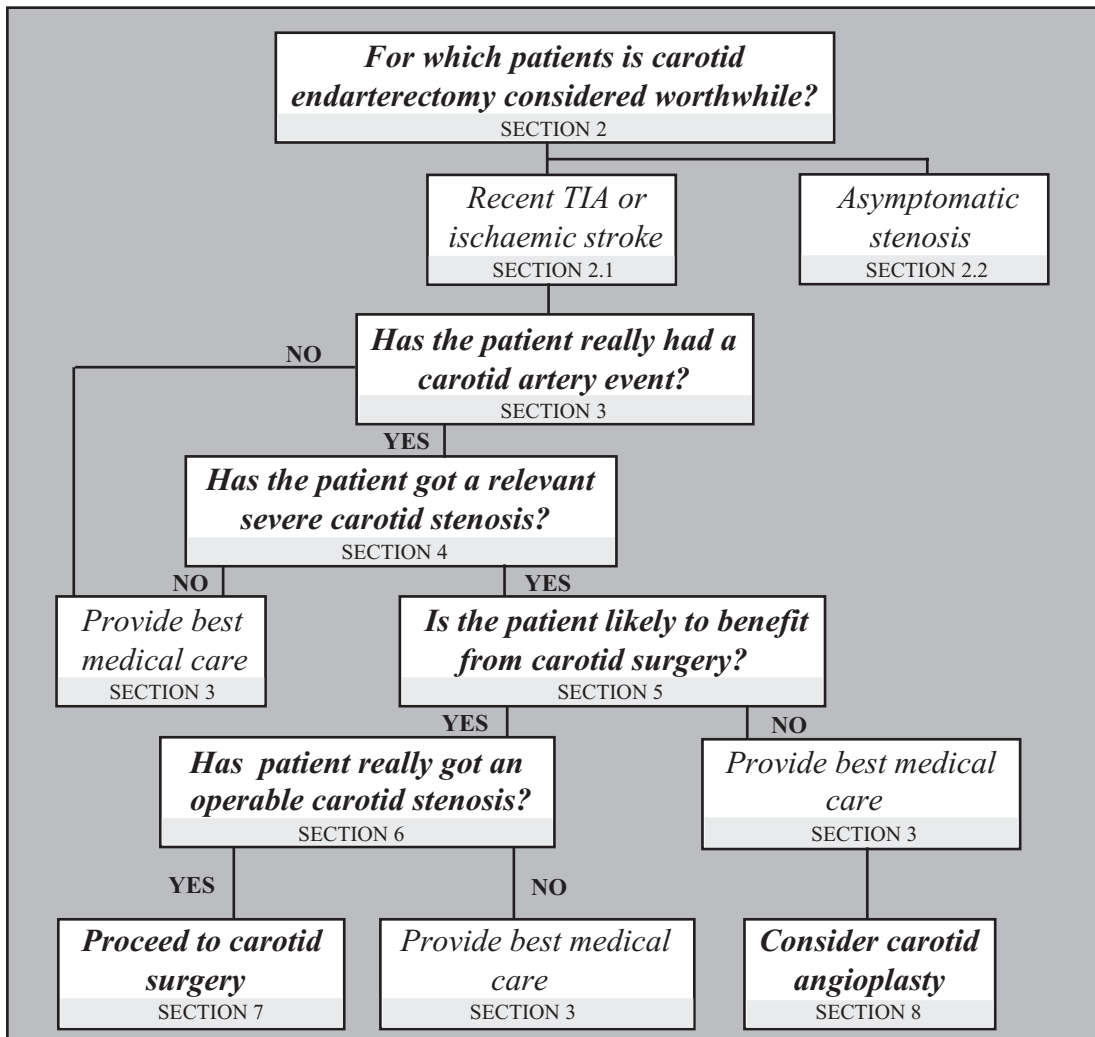 For which patients is carotid
endarterectomy considered worthwhile?
SECTION 2
Recent TIA or
ischaemic stroke
SECTION 2.1
Asymptomatic
stenosis
SECTION 2.2
Has the patient really had a
carotid artery event?
SECTION 3
NO
YES
Has the patient got a relevant
severe carotid stenosis?
SECTION 4
NO
YES
Provide best
medical care
SECTION 3
Is the patient likely to benefit
from carotid surgery?
SECTION 5
YES
NO
Has patient really got an
operable carotid stenosis?
SECTION 6
Provide best medical
care
SECTION 3
YES
NO
Proceed to carotid
surgery
SECTION 7
Provide best medical
care
SECTION 3
Consider carotid
angioplasty
SECTION 8